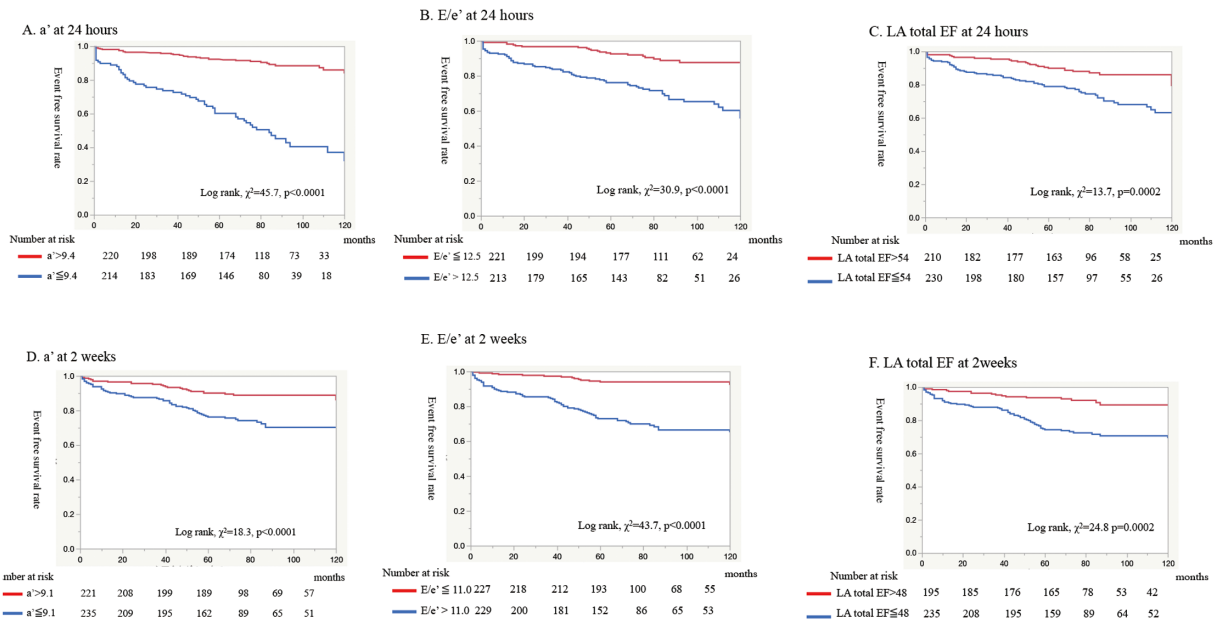 A. a' at 24 hours
Event free survival rate
1.0
0.8
0.6
0.4
0.2
0.0
Log rank, χ²=45.7, p<0.0001
0 20 40 60 80 100 120
months
Number at risk
a'>9.4 220 198 189 174 118 73 33
a'≦9.4 214 183 169 146 80 39 18
B. E/e' at 24 hours
Event free survival rate
1.0
0.8
0.6
0.4
0.2
0.0
Log rank, χ²=30.9, p<0.0001
0 20 40 60 80 100 120
months
Number at risk
E/e' ≦ 12.5 221 199 194 177 111 62 24
E/e' > 12.5 213 179 165 143 82 51 26
C. LA total EF at 24 hours
Event free survival rate
1.0
0.8
0.6
0.4
0.2
0.0
Log rank, χ²=13.7, p=0.0002
0 20 40 60 80 100 120
months
Number at risk
LA total EF>54 210 182 177 163 96 58 25
LA total EF≦54 230 198 180 157 97 55 26
D. a' at 2 weeks
Event free survival rate
1.0
0.8
0.6
0.4
0.2
0.0
Log rank, χ²=18.3, p<0.0001
0 20 40 60 80 100 120
months
mber at risk
a'>9.1 221 208 199 189 98 69 57
a'≦9.1 235 209 195 162 89 65 51
E. E/e' at 2 weeks
Event free survival rate
1.0
0.8
0.6
0.4
0.2
0.0
Log rank, χ²=43.7, p<0.0001
0 20 40 60 80 100 120
months
Number at risk
E/e' ≦ 11.0 227 218 212 193 100 68 55
E/e' > 11.0 229 200 181 152 86 65 53
F. LA total EF at 2weeks
Event free survival rate
1.0
0.8
0.6
0.4
0.2
0.0
Log rank, χ²=24.8 p=0.0002
0 20 40 60 80 100 120
months
Number at risk
LA total EF>48 195 185 176 165 78 53 42
LA total EF≦48 235 208 195 159 89 64 52